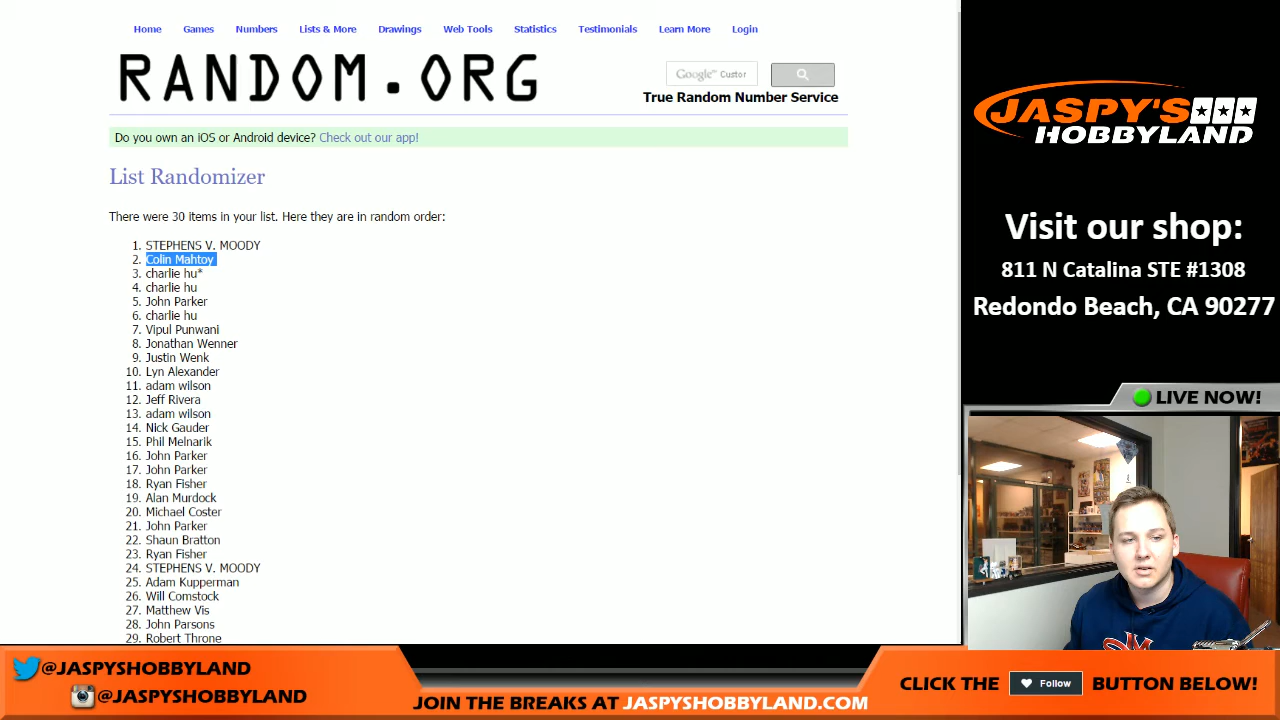 Home Games Numbers Lists & More Drawings Web Tools Statistics Testimonials Learn More Login
RANDOM.ORG
Google™ Custor
True Random Number Service
Do you own an iOS or Android device? Check out our app!
List Randomizer
There were 30 items in your list. Here they are in random order:
1. STEPHENS V. MOODY
2. Colin Mahtoy
3. charlie hu*
4. charlie hu
5. John Parker
6. charlie hu
7. Vipul Punwani
8. Jonathan Wenner
9. Justin Wenk
10. Lyn Alexander
11. adam wilson
12. Jeff Rivera
13. adam wilson
14. Nick Gauder
15. Phil Melnarik
16. John Parker
17. John Parker
18. Ryan Fisher
19. Alan Murdock
20. Michael Coster
21. John Parker
22. Shaun Bratton
23. Ryan Fisher
24. STEPHENS V. MOODY
25. Adam Kupperman
26. Will Comstock
27. Matthew Vis
28. John Parsons
29. Robert Throne
JASPY'S
HOBBYLAND
Visit our shop:
811 N Catalina STE #1308
Redondo Beach, CA 90277
LIVE NOW!
@JASPYSHOBBYLAND
@JASPYSHOBBYLAND
JOIN THE BREAKS AT JASPYSHOBBYLAND.COM
CLICK THE Follow BUTTON BELOW!